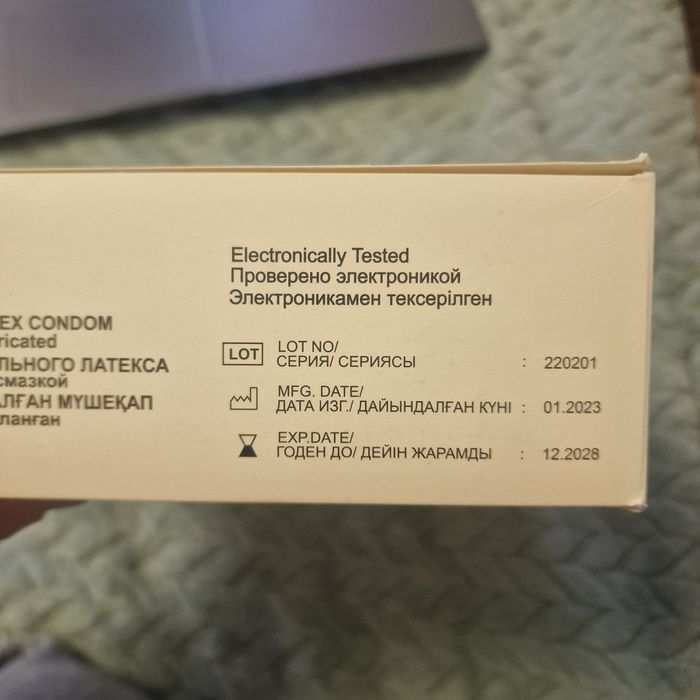 Electronically Tested
Проверено электроникой
Электроникамен тексерілген
EX CONDOM
ricated
ЛЬНОГО ЛАТЕКСА
смазкой
АЛҒАН МҮШЕҚАП
ланған
LOT
LOT NO/
СЕРИЯ/ СЕРИЯСЫ : 220201
MFG. DATE/
ДАТА ИЗГ./ ДАЙЫНДАЛҒАН КҮНІ : 01.2023
EXP.DATE/
ГОДЕН ДО/ ДЕЙІН ЖАРАМДЫ : 12.2028